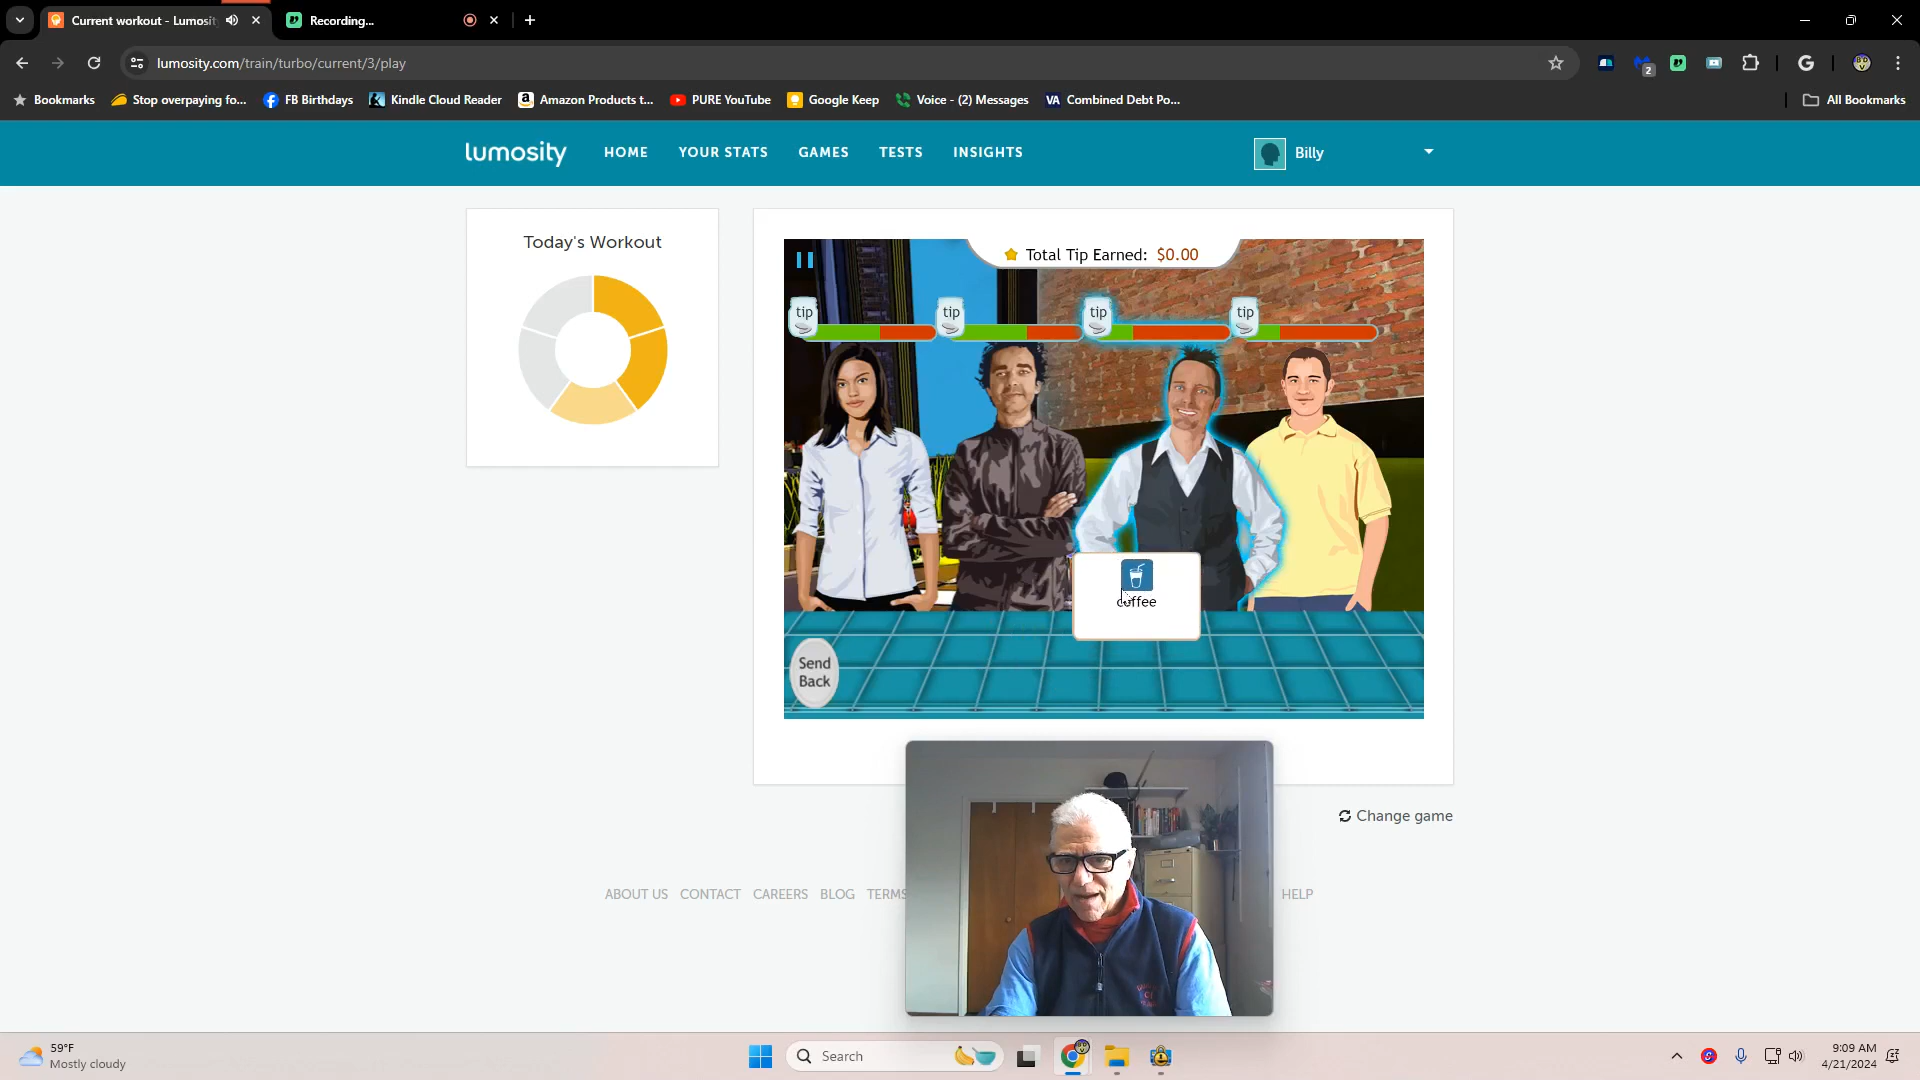 Current workout - Lumosit
Recording...
lumosity.com/train/turbo/current/3/play
2
Bookmarks
Stop overpaying fo...
FB Birthdays
Kindle Cloud Reader
Amazon Products t...
PURE YouTube
Google Keep
Voice - (2) Messages
VA Combined Debt Po...
All Bookmarks
lumosity
HOME
YOUR STATS
GAMES
TESTS
INSIGHTS
Billy
Today's Workout
Total Tip Earned: $0.00
tip
tip
tip
tip
coffee
Send
Back
Change game
ABOUT US
CONTACT
CAREERS
BLOG
TERMS
HELP
59°F
Mostly cloudy
Search
9:09 AM
4/21/2024